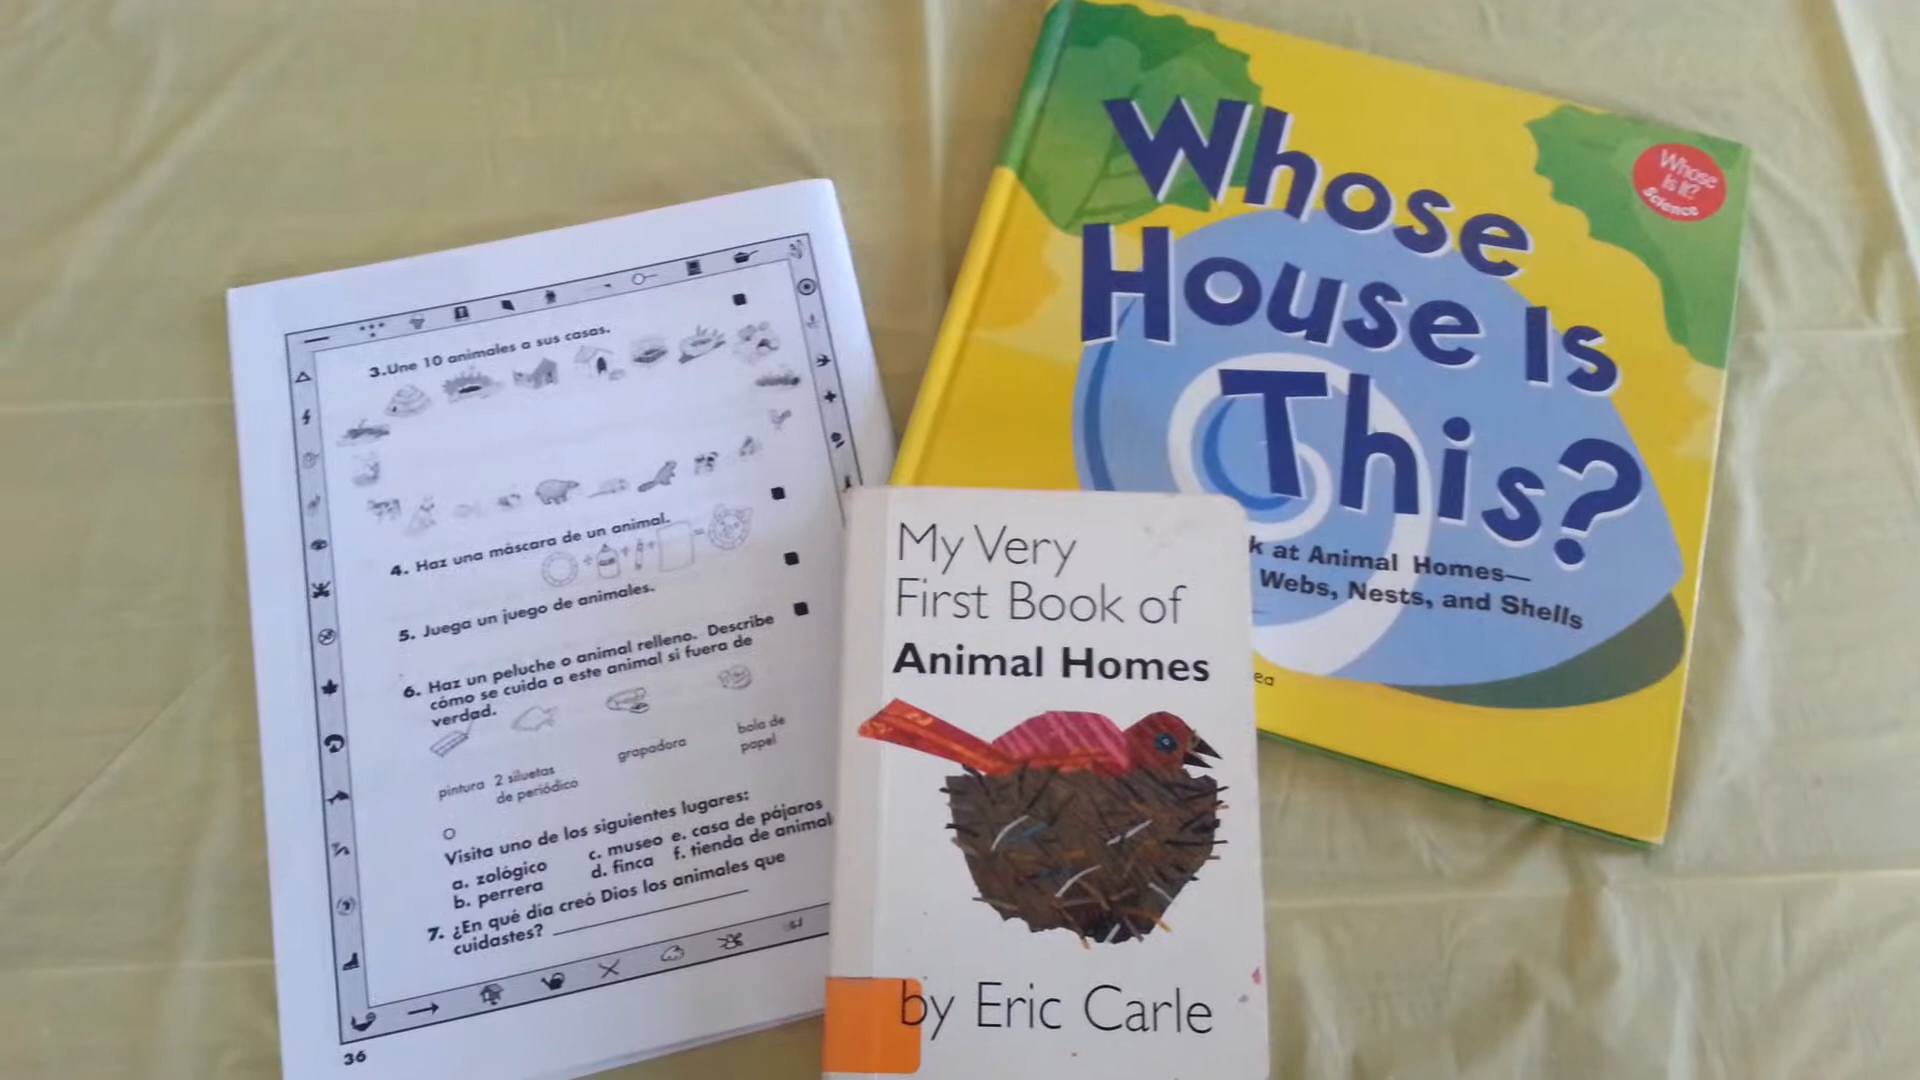 3. Une 10 animales a sus casas.
4. Haz una máscara de un animal.
5. Juega un juego de animales.
6. Haz un peluche o animal relleno. Describe
cómo se cuida a este animal si fuera de
verdad.
pintura
2 siluetas
de periódico
grapadora
bola de
papel
Visita uno de los siguientes lugares:
a. zológico
b. perrera
c. museo
d. finca
e. casa de pájaros
f. tienda de animal
7. ¿En qué día creó Dios los animales que
cuidastes?
36
Whose
House Is
This?
Whose
Is It?
Science
k at Animal Homes—
Webs, Nests, and Shells
ea
My Very
First Book of
Animal Homes
by Eric Carle